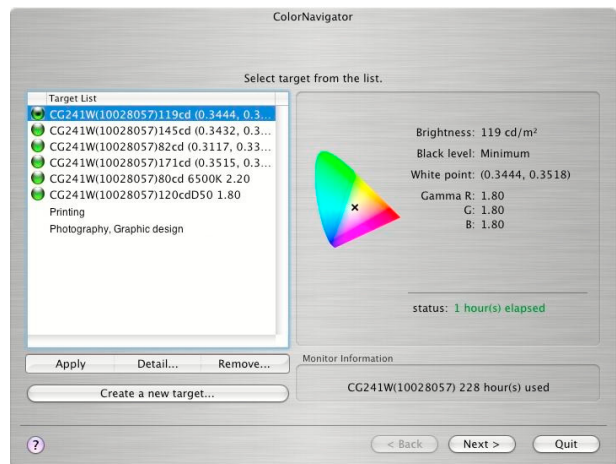 ColorNavigator
Select target from the list.
Target List
CG241W(10028057)119cd (0.3444, 0.3...
CG241W(10028057)145cd (0.3432, 0.3...
CG241W(10028057)82cd (0.3117, 0.33...
CG241W(10028057)171cd (0.3515, 0.3...
CG241W(10028057)80cd 6500K 2.20
CG241W(10028057)120cdD50 1.80
Printing
Photography, Graphic design
Brightness: 119 cd/m²
Black level: Minimum
White point: (0.3444, 0.3518)
Gamma R: 1.80
G: 1.80
B: 1.80
status: 1 hour(s) elapsed
Apply Detail... Remove...
Create a new target...
Monitor Information
CG241W(10028057) 228 hour(s) used
? < Back Next > Quit